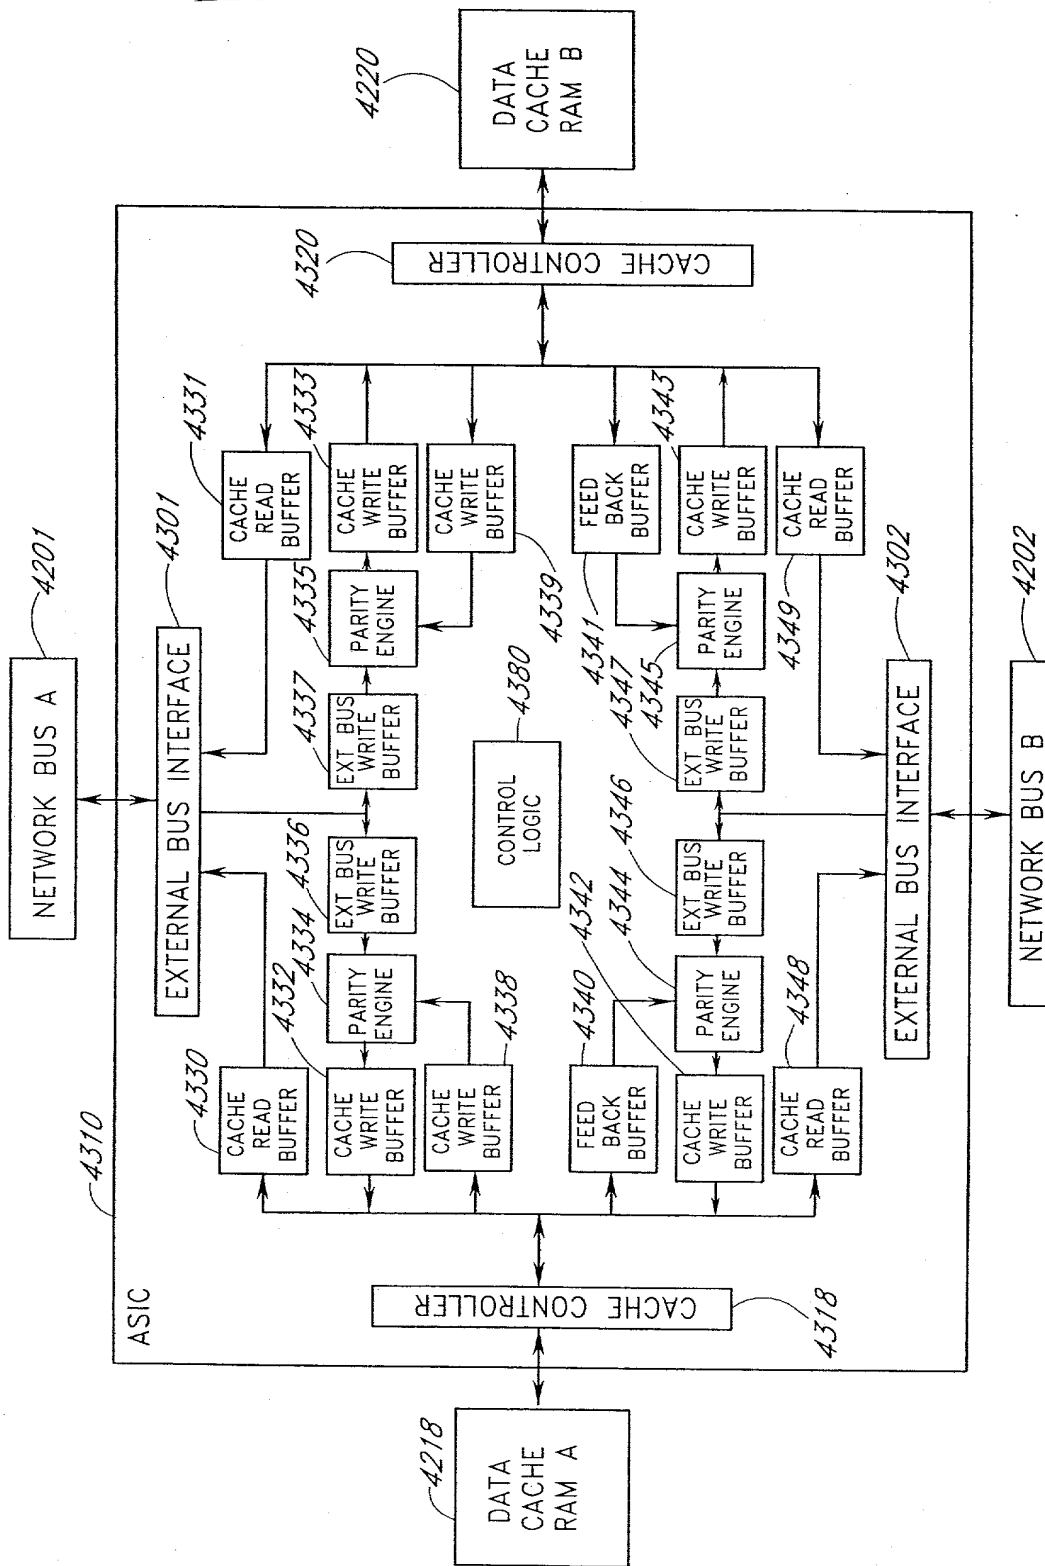 4201
NETWORK BUS A
4310
ASIC
4301
EXTERNAL BUS INTERFACE
4330
CACHE
READ
BUFFER
4331
CACHE
READ
BUFFER
4332
CACHE
WRITE
BUFFER
4334
PARITY
ENGINE
4336
EXT BUS
WRITE
BUFFER
4337
EXT BUS
WRITE
BUFFER
4335
PARITY
ENGINE
4333
CACHE
WRITE
BUFFER
CACHE
WRITE
BUFFER
4338
CACHE
WRITE
BUFFER
4339
4218
DATA
CACHE
RAM A
CACHE CONTROLLER
4318
CONTROL
LOGIC
4380
4320
CACHE CONTROLLER
4220
DATA
CACHE
RAM B
FEED
BACK
BUFFER
4340
FEED
BACK
BUFFER
4341
CACHE
WRITE
BUFFER
4342
PARITY
ENGINE
4344
EXT BUS
WRITE
BUFFER
4346
EXT BUS
WRITE
BUFFER
4347
PARITY
ENGINE
4345
CACHE
WRITE
BUFFER
4343
CACHE
READ
BUFFER
4348
CACHE
READ
BUFFER
4349
EXTERNAL BUS INTERFACE
4302
NETWORK BUS B
4202